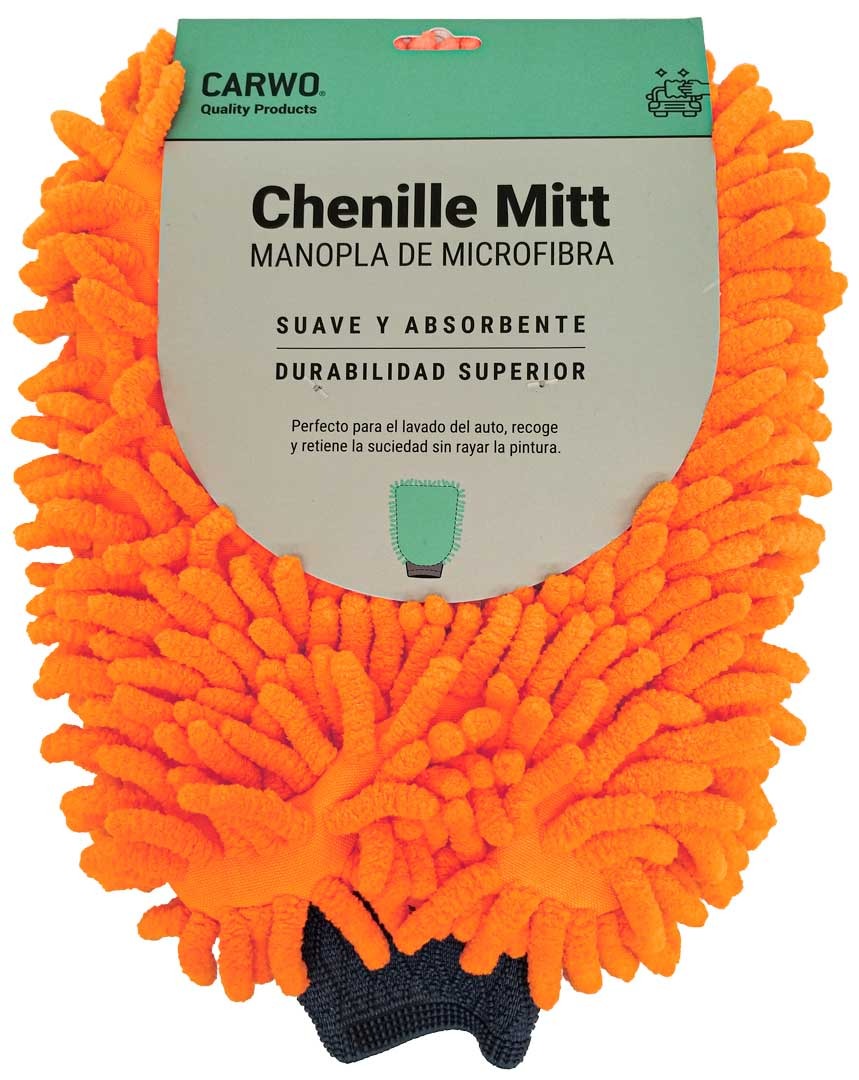 CARWO®
Quality Products
Chenille Mitt
MANOPLA DE MICROFIBRA
SUAVE Y ABSORBENTE
DURABILIDAD SUPERIOR
Perfecto para el lavado del auto, recoge
y retiene la suciedad sin rayar la pintura.